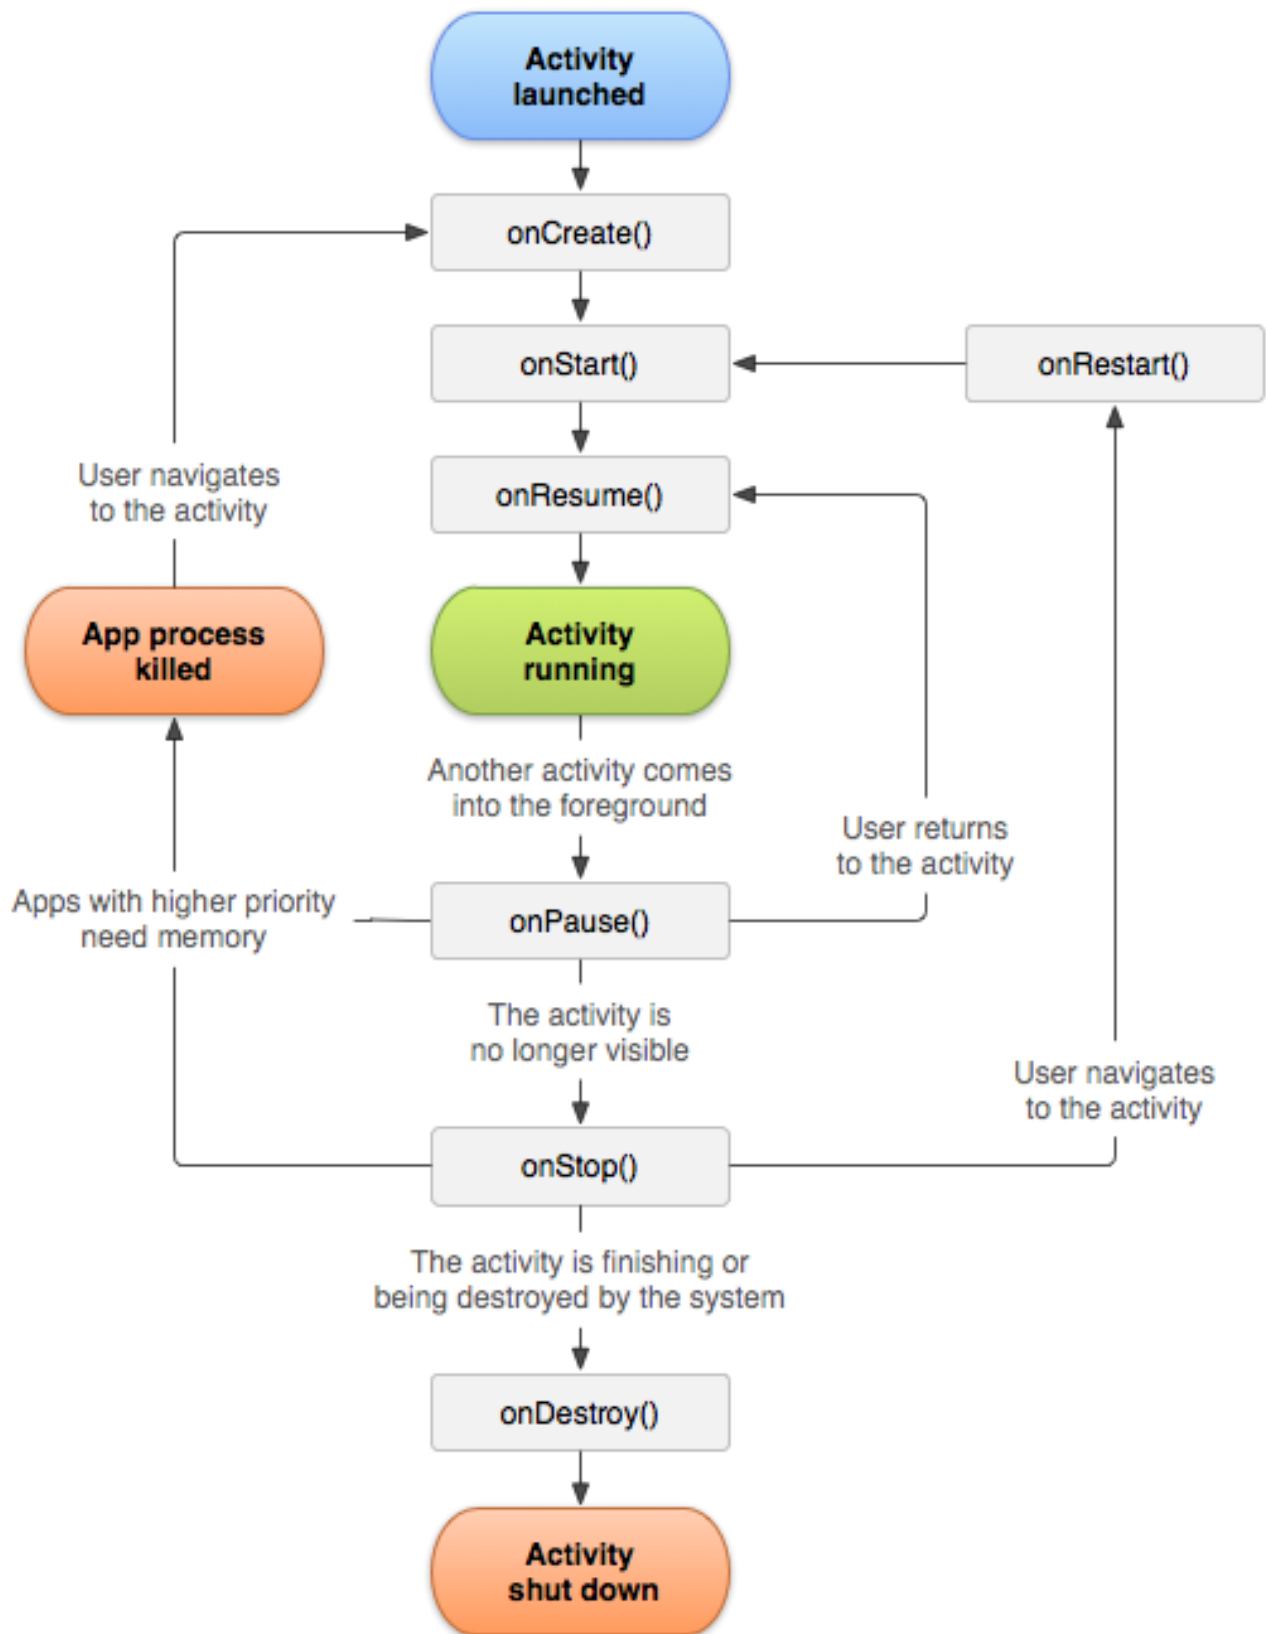 Activity
launched
onCreate()
onStart()
onRestart()
User navigates
to the activity
onResume()
App process
killed
Activity
running
Another activity comes
into the foreground
User returns
to the activity
Apps with higher priority
need memory
onPause()
The activity is
no longer visible
User navigates
to the activity
onStop()
The activity is finishing or
being destroyed by the system
onDestroy()
Activity
shut down